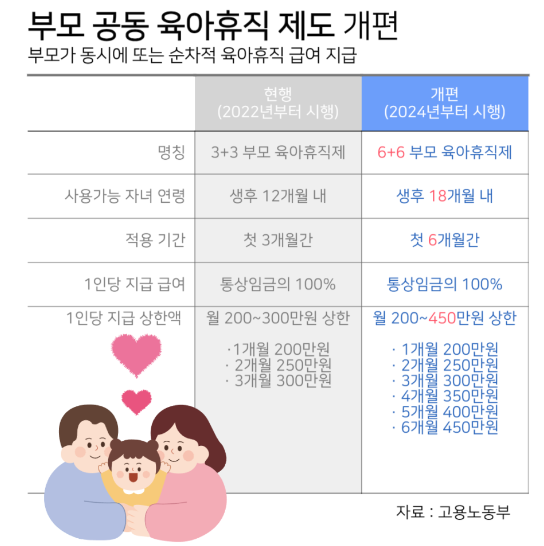 부모 공동 육아휴직 제도 개편
부모가 동시에 또는 순차적 육아휴직 급여 지급
현행
(2022년부터 시행)
개편
(2024년부터 시행)
명칭
3+3 부모 육아휴직제
6+6 부모 육아휴직제
사용가능 자녀 연령
생후 12개월 내
생후 18개월 내
적용 기간
첫 3개월간
첫 6개월간
1인당 지급 급여
통상임금의 100%
통상임금의 100%
1인당 지급 상한액
월 200~300만원 상한
·1개월 200만원
·2개월 250만원
·3개월 300만원
월 200~450만원 상한
· 1개월 200만원
· 2개월 250만원
· 3개월 300만원
· 4개월 350만원
· 5개월 400만원
· 6개월 450만원
자료 : 고용노동부